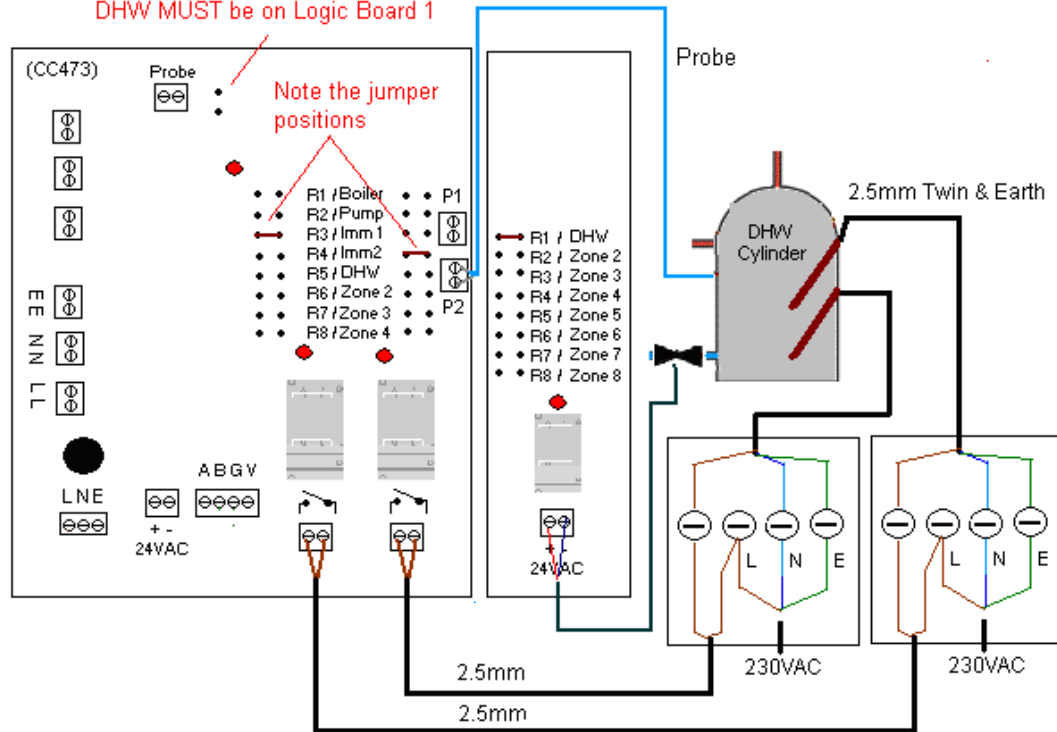 DHW MUST be on Logic Board 1
(CC473)
Probe
Note the jumper
positions
R1 / Boiler
R2 / Pump
R3 / Imm 1
R4 / Imm2
R5 / DHW
R6 / Zone 2
R7 / Zone 3
R8 / Zone 4
P1
P2
EE
NN
LL
LNE
+ -
24VAC
ABGV
R1 / DHW
R2 / Zone 2
R3 / Zone 3
R4 / Zone 4
R5 / Zone 5
R6 / Zone 6
R7 / Zone 7
R8 / Zone 8
+
24VAC
Probe
DHW
Cylinder
2.5mm Twin & Earth
L N E
230VAC
L N E
230VAC
2.5mm
2.5mm